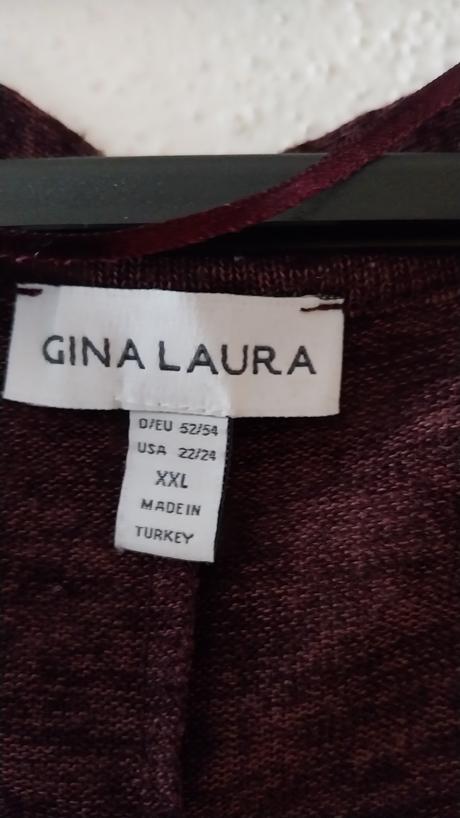 GINA LAURA
D/EU 52/54
USA 22/24
XXL
MADE IN
TURKEY